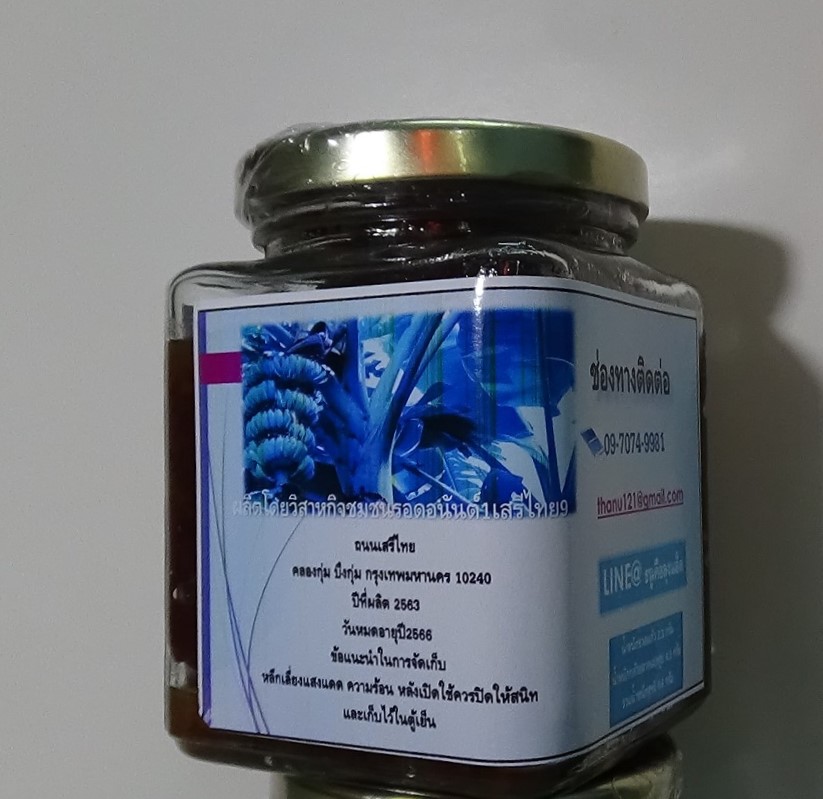 ผลิตโดยวิสาหกิจชุมชนรอดอนันต์1เสรีไทย9
ถนนเสรีไทย
คลองกุ่ม บึงกุ่ม กรุงเทพมหานคร 10240
ปีที่ผลิต 2563
วันหมดอายุปี2566
ข้อแนะนำในการจัดเก็บ
หลีกเลี่ยงแสงแดด ความร้อน หลังเปิดใช้ควรปิดให้สนิท
และเก็บไว้ในตู้เย็น
ช่องทางติดต่อ
09-7074-9981
thanu121@gmail.com
LINE@